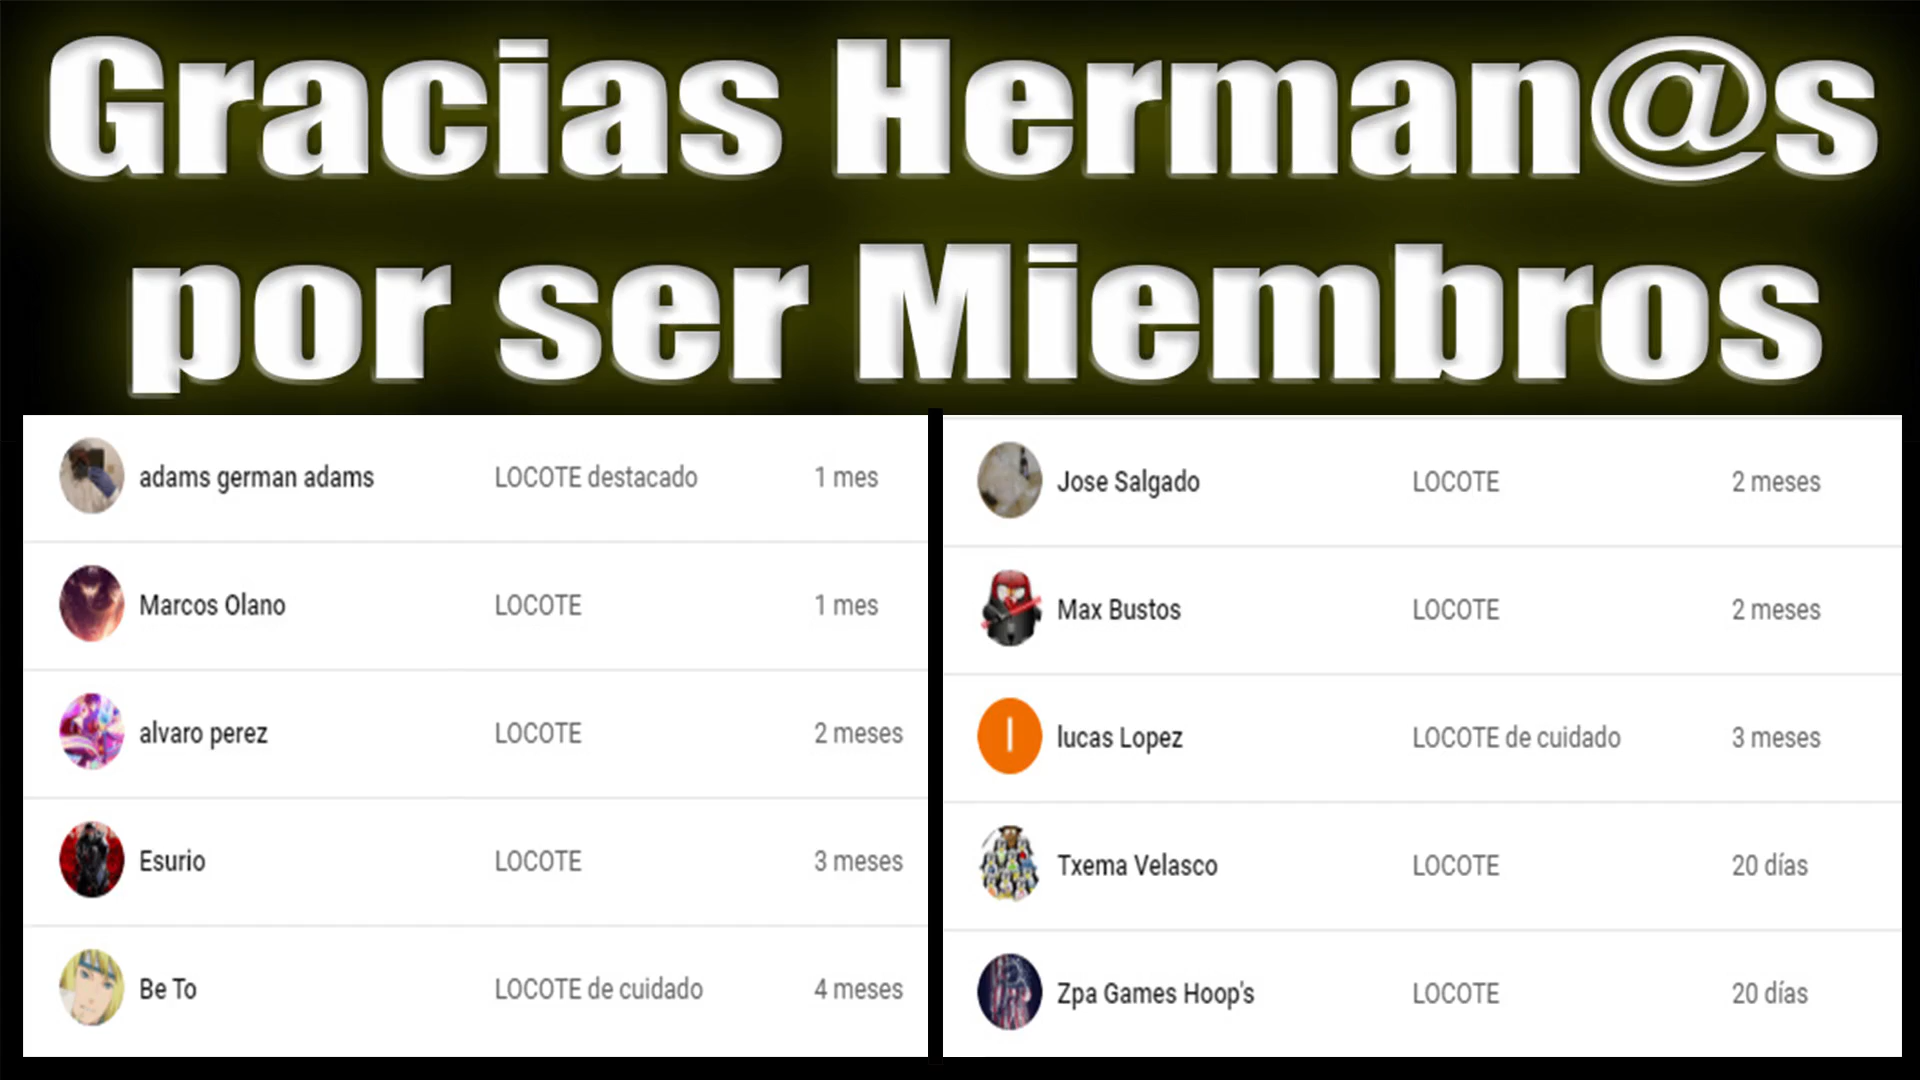 Gracias Herman@s
por ser Miembros
adams german adams LOCOTE destacado 1 mes
Marcos Olano LOCOTE 1 mes
alvaro perez LOCOTE 2 meses
Esurio LOCOTE 3 meses
Be To LOCOTE de cuidado 4 meses
Jose Salgado LOCOTE 2 meses
Max Bustos LOCOTE 2 meses
l lucas Lopez LOCOTE de cuidado 3 meses
Txema Velasco LOCOTE 20 días
Zpa Games Hoop's LOCOTE 20 días